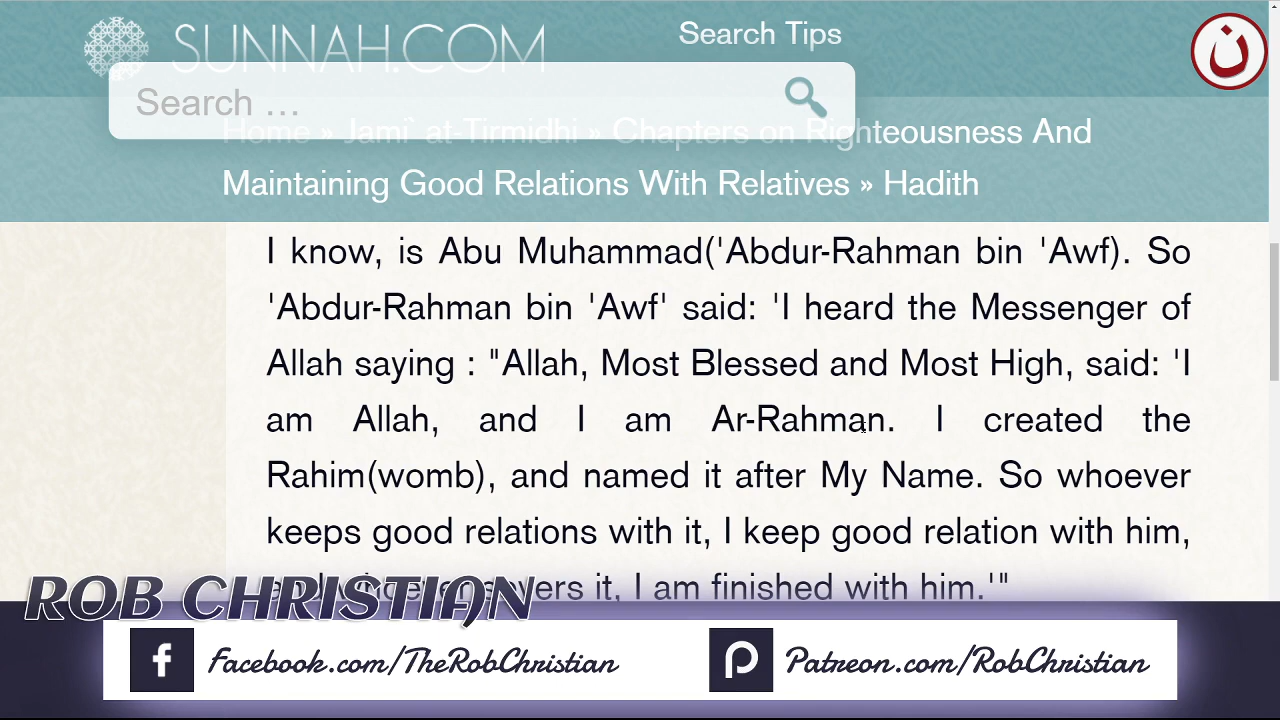 SUNNAH.COM
Search Tips
ن
Search ...
Home » Jami` at-Tirmidhi » Chapters on Righteousness And
Maintaining Good Relations With Relatives » Hadith
I know, is Abu Muhammad('Abdur-Rahman bin 'Awf). So
'Abdur-Rahman bin 'Awf' said: 'I heard the Messenger of
Allah saying : "Allah, Most Blessed and Most High, said: 'I
am Allah, and I am Ar-Rahman. I created the
Rahim(womb), and named it after My Name. So whoever
keeps good relations with it, I keep good relation with him,
and whoever severs it, I am finished with him.'"
ROB CHRISTIAN
Facebook.com/TheRobChristian
Patreon.com/RobChristian